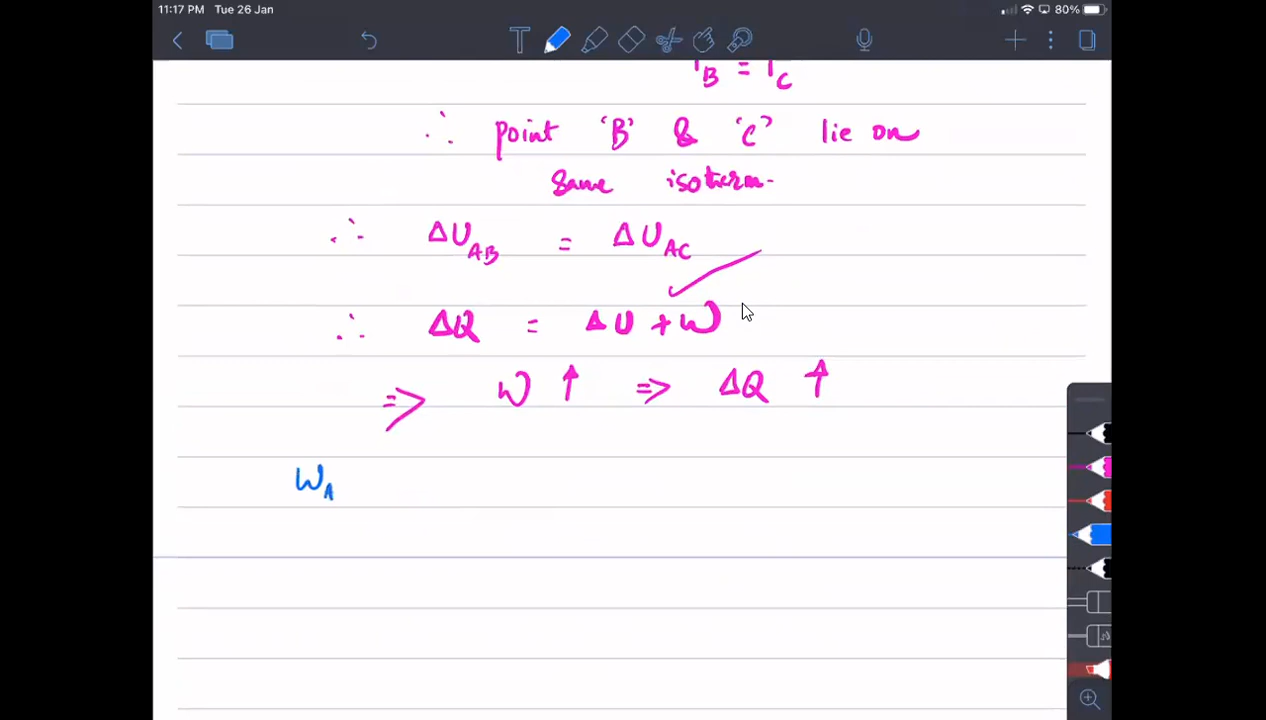 11:17 PM Tue 26 Jan 80%
T_B = T_C
∴ point 'B' & 'C' lie on
same isotherm.
∴ ΔU_AB = ΔU_AC
∴ ΔQ = ΔU + W
⇒ W ↑ ⇒ ΔQ ↑
W_A